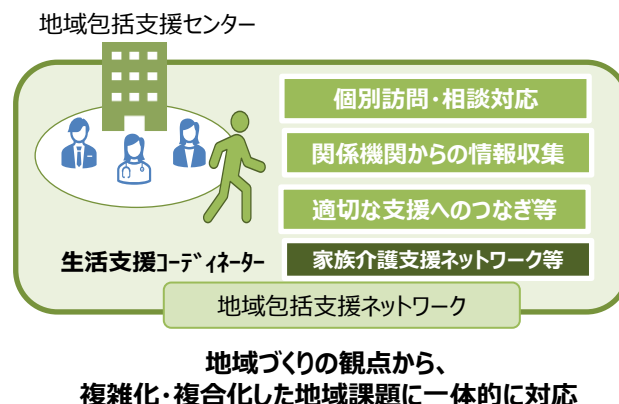 地域包括支援センター
個別訪問・相談対応
関係機関からの情報収集
適切な支援へのつなぎ等
生活支援ｺｰﾃﾞｨﾈｰﾀｰ
家族介護支援ネットワーク等
地域包括支援ネットワーク
地域づくりの観点から、
複雑化・複合化した地域課題に一体的に対応